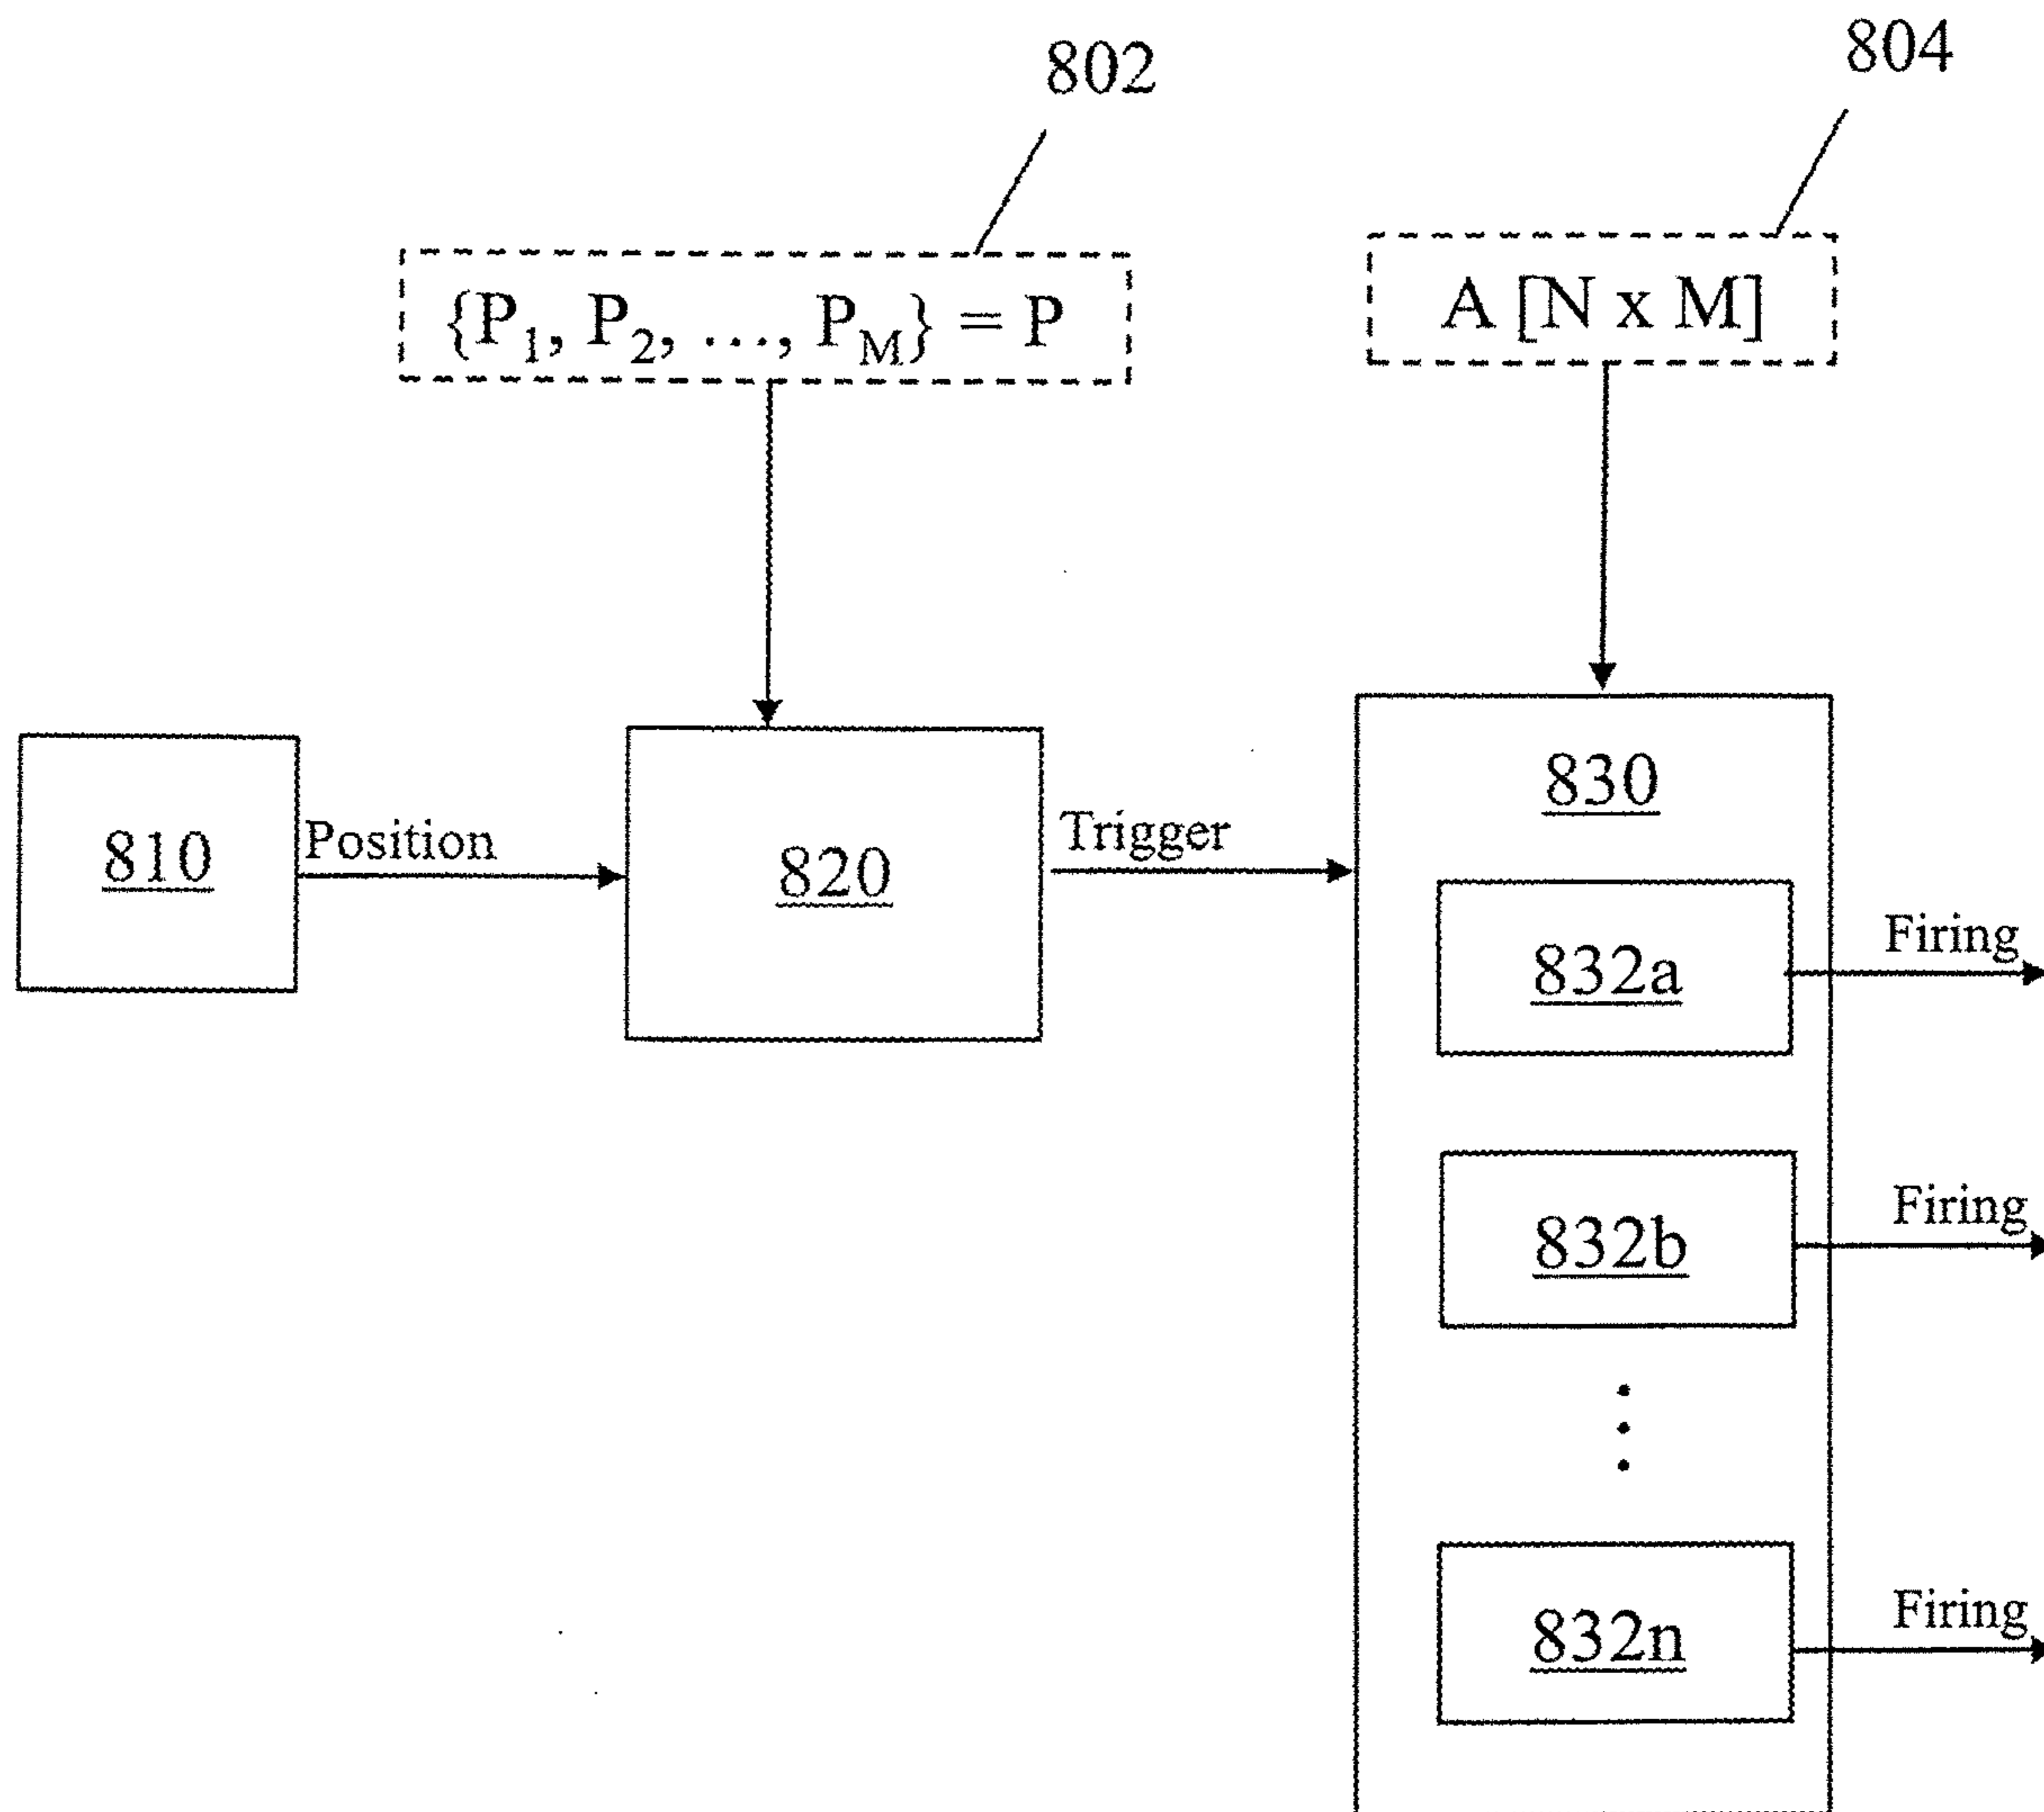 802
804
{P1, P2, ..., PM} = P
A [N x M]
810
Position
820
Trigger
830
832a
Firing
832b
Firing
832n
Firing